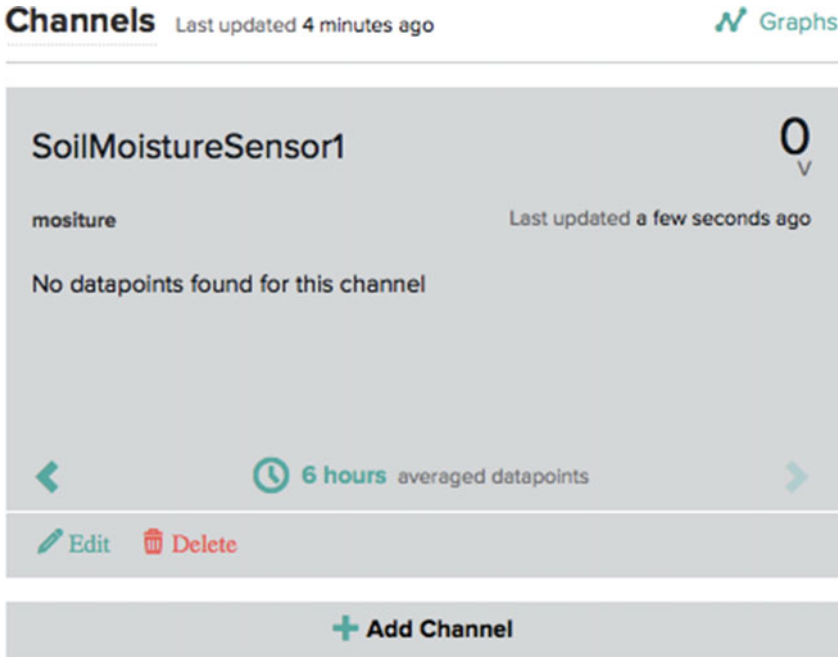 Channels Last updated 4 minutes ago Graphs
SoilMoistureSensor1 0
V
mositure Last updated a few seconds ago
No datapoints found for this channel
6 hours averaged datapoints
Edit Delete
Add Channel